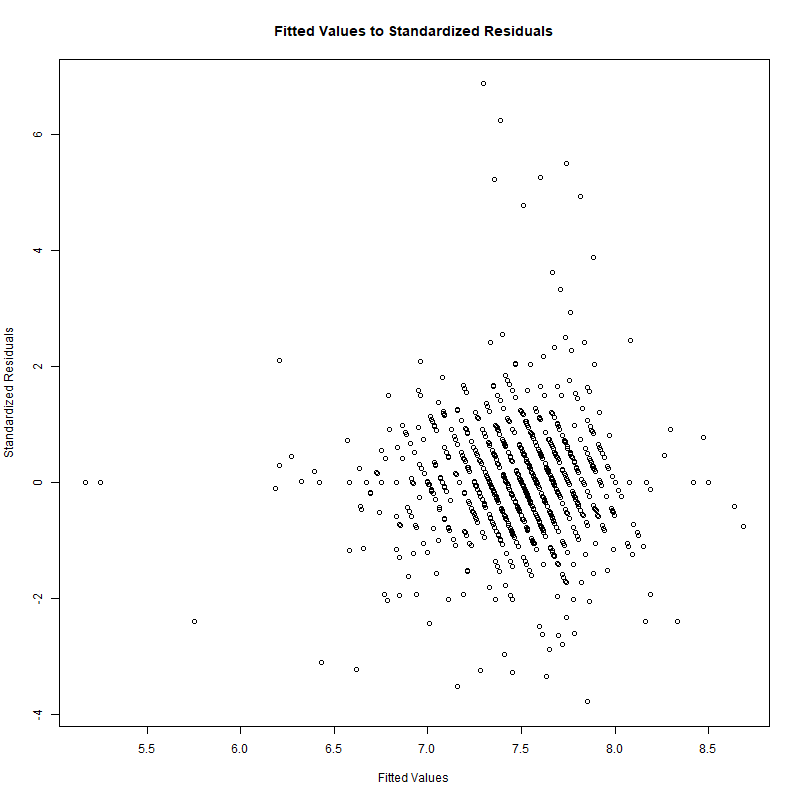 Fitted Values to Standardized Residuals
Standardized Residuals
6
4
2
0
-2
-4
5.5 6.0 6.5 7.0 7.5 8.0 8.5
Fitted Values